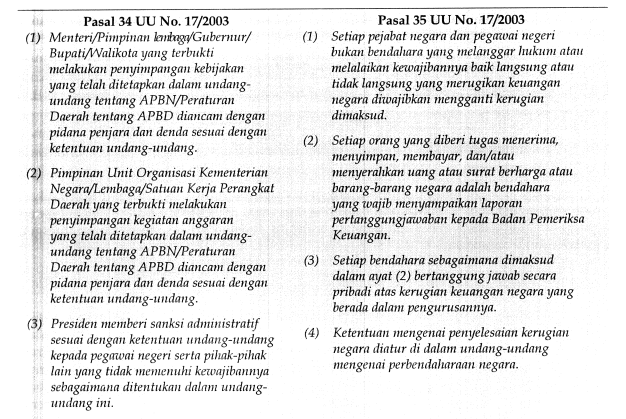 Pasal 34 UU No. 17/2003
(1) Menteri/Pimpinan lembaga/Gubernur/
Bupati/Walikota yang terbukti
melakukan penyimpangan kebijakan
yang telah ditetapkan dalam undang-
undang tentang APBN/Peraturan
Daerah tentang APBD diancam dengan
pidana penjara dan denda sesuai dengan
ketentuan undang-undang.
(2) Pimpinan Unit Organisasi Kementerian
Negara/Lembaga/Satuan Kerja Perangkat
Daerah yang terbukti melakukan
penyimpangan kegiatan anggaran
yang telah ditetapkan dalam undang-
undang tentang APBN/Peraturan
Daerah tentang APBD diancam dengan
pidana penjara dan denda sesuai dengan
ketentuan undang-undang.
(3) Presiden memberi sanksi administratif
sesuai dengan ketentuan undang-undang
kepada pegawai negeri serta pihak-pihak
lain yang tidak memenuhi kewajibannya
sebagaimana ditentukan dalam undang-
undang ini.
Pasal 35 UU No. 17/2003
(1) Setiap pejabat negara dan pegawai negeri
bukan bendahara yang melanggar hukum atau
melalaikan kewajibannya baik langsung atau
tidak langsung yang merugikan keuangan
negara diwajibkan mengganti kerugian
dimaksud.
(2) Setiap orang yang diberi tugas menerima,
menyimpan, membayar, dan/atau
menyerahkan uang atau surat berharga atau
barang-barang negara adalah bendahara
yang wajib menyampaikan laporan
pertanggungjawaban kepada Badan Pemeriksa
Keuangan.
(3) Setiap bendahara sebagaimana dimaksud
dalam ayat (2) bertanggung jawab secara
pribadi atas kerugian keuangan negara yang
berada dalam pengurusannya.
(4) Ketentuan mengenai penyelesaian kerugian
negara diatur di dalam undang-undang
mengenai perbendaharaan negara.